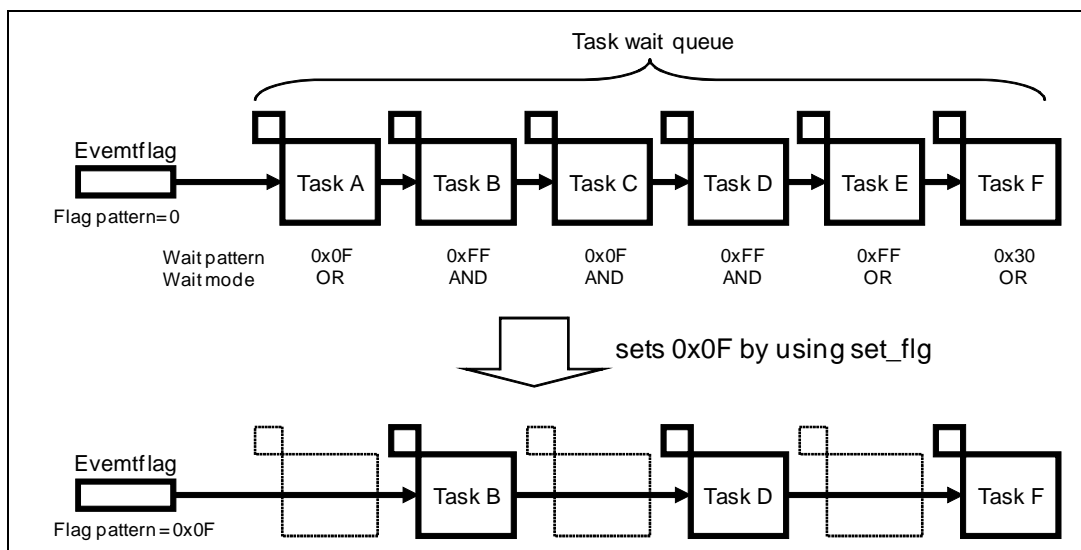 Task wait queue
Evemtflag
Task A
Task B
Task C
Task D
Task E
Task F
Flag pattern=0
Wait pattern 0x0F 0xFF 0x0F 0xFF 0xFF 0x30
Wait mode OR AND AND AND OR OR
sets 0x0F by using set_flg
Evemtflag
Task B
Task D
Task F
Flag pattern=0x0F